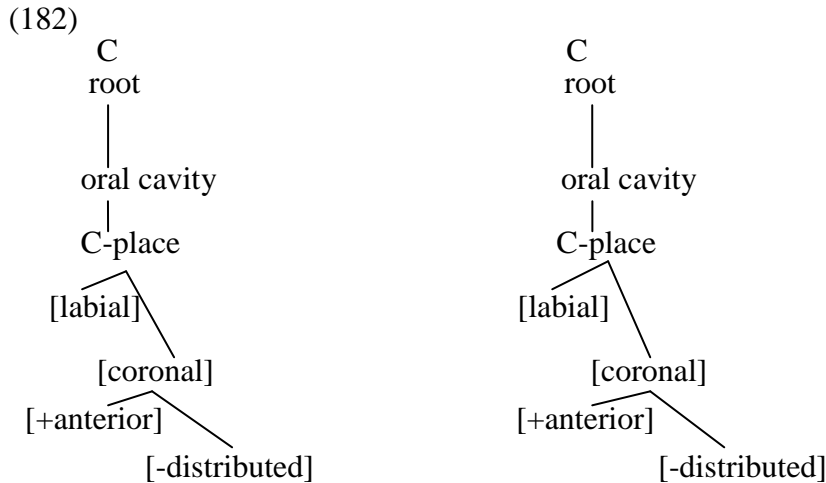 (182)
C C
root root
oral cavity oral cavity
C-place C-place
[labial] [labial]
[coronal] [coronal]
[+anterior] [+anterior]
[-distributed] [-distributed]